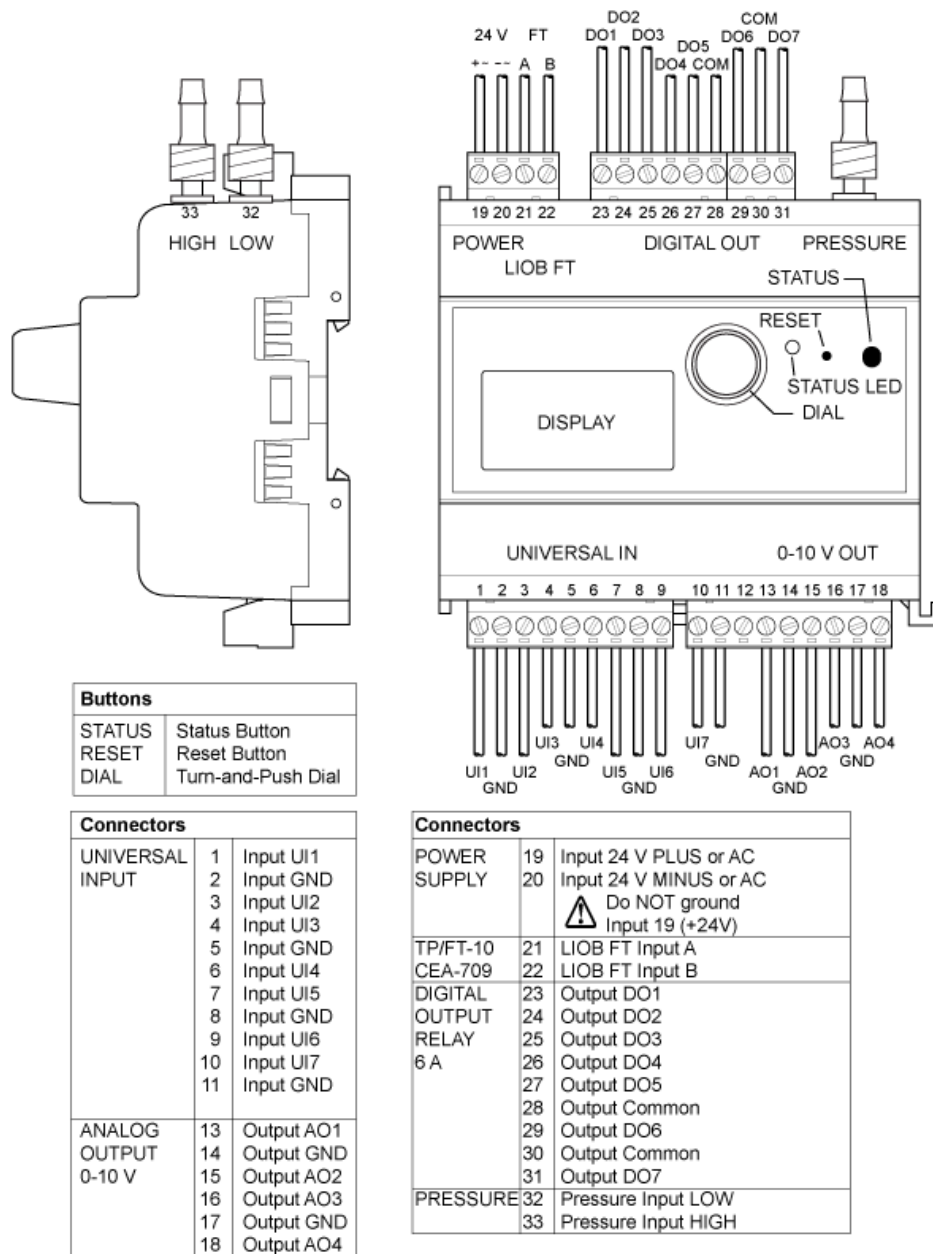 DO2 COM
24 V FT DO1 DO3 DO6 DO7
DO5
+~ -~ A B DO4 COM
33 32
HIGH LOW
19 20 21 22 23 24 25 26 27 28 29 30 31
POWER DIGITAL OUT PRESSURE
LIOB FT
STATUS
RESET
STATUS LED
DIAL
DISPLAY
UNIVERSAL IN 0-10 V OUT
1 2 3 4 5 6 7 8 9 10 11 12 13 14 15 16 17 18
UI3 UI4 UI7 AO3 AO4
GND GND GND
UI1 UI2 UI5 UI6 AO1 AO2
GND GND GND
Buttons
STATUS Status Button
RESET Reset Button
DIAL Turn-and-Push Dial
Connectors
UNIVERSAL 1 Input UI1
INPUT 2 Input GND
3 Input UI2
4 Input UI3
5 Input GND
6 Input UI4
7 Input UI5
8 Input GND
9 Input UI6
10 Input UI7
11 Input GND
ANALOG 13 Output AO1
OUTPUT 14 Output GND
0-10 V 15 Output AO2
16 Output AO3
17 Output GND
18 Output AO4
Connectors
POWER 19 Input 24 V PLUS or AC
SUPPLY 20 Input 24 V MINUS or AC
Do NOT ground
Input 19 (+24V)
TP/FT-10 21 LIOB FT Input A
CEA-709 22 LIOB FT Input B
DIGITAL 23 Output DO1
OUTPUT 24 Output DO2
RELAY 25 Output DO3
6 A 26 Output DO4
27 Output DO5
28 Output Common
29 Output DO6
30 Output Common
31 Output DO7
PRESSURE 32 Pressure Input LOW
33 Pressure Input HIGH